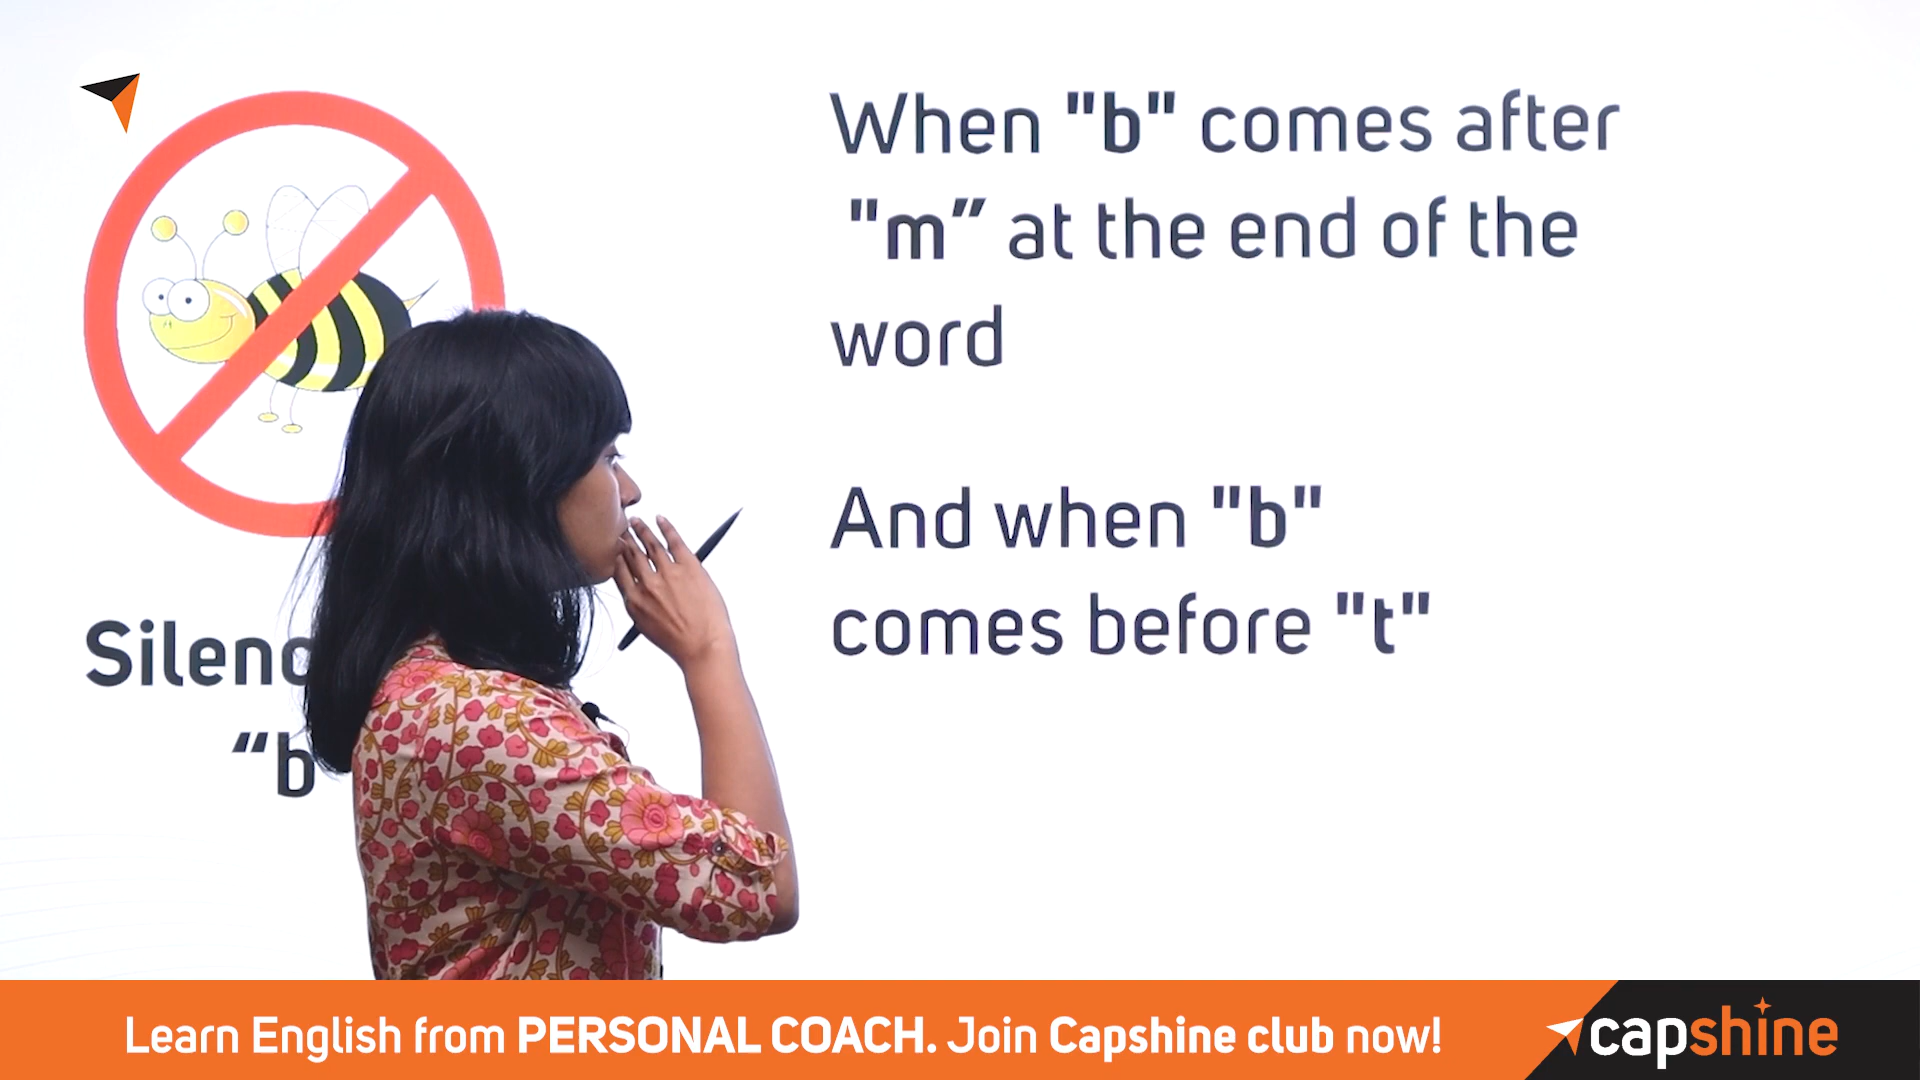 When "b" comes after
"m” at the end of the
word
And when "b"
comes before "t"
“b
Learn English from PERSONAL COACH. Join Capshine club now!
capshine